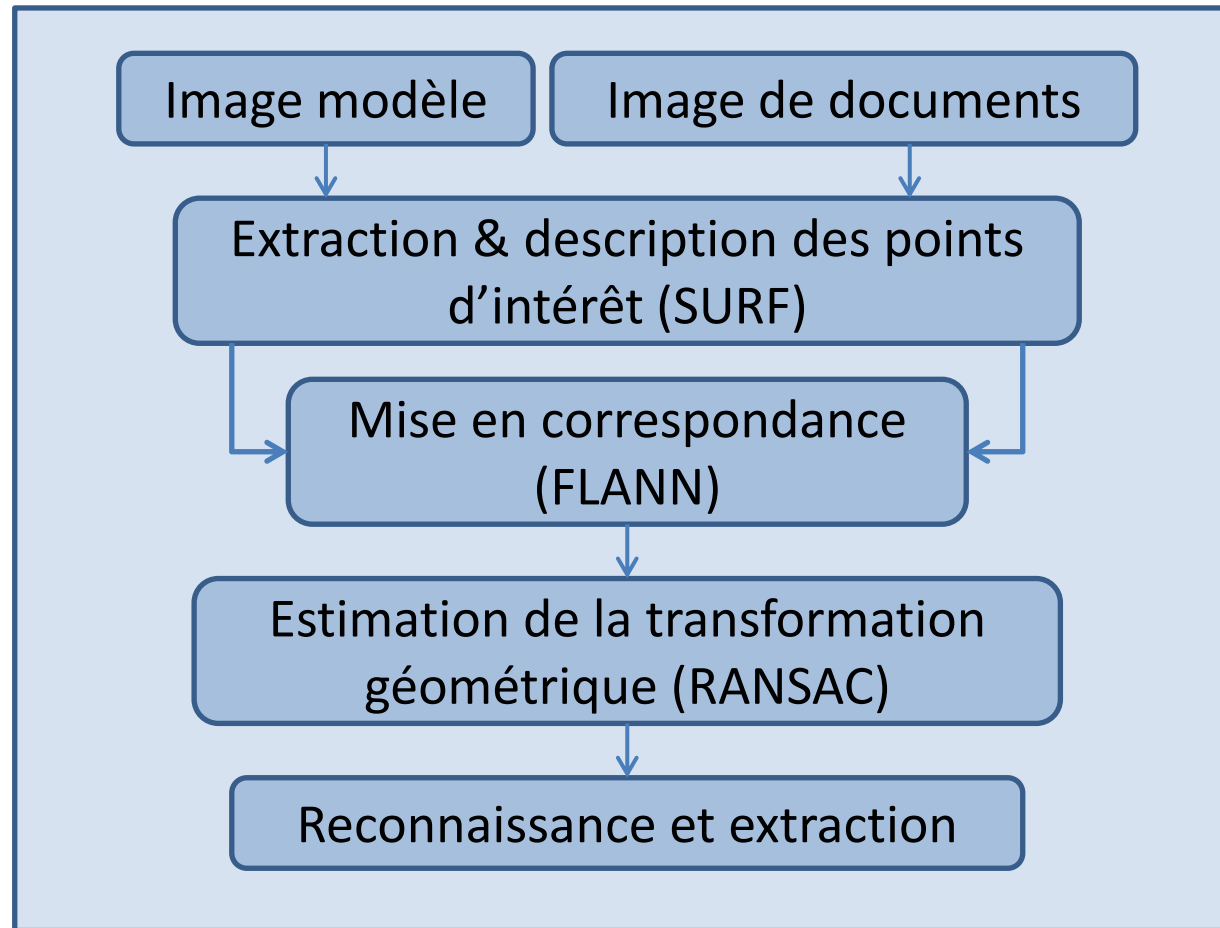 Image modèle
Image de documents
Extraction & description des points
d’intérêt (SURF)
Mise en correspondance
(FLANN)
Estimation de la transformation
géométrique (RANSAC)
Reconnaissance et extraction